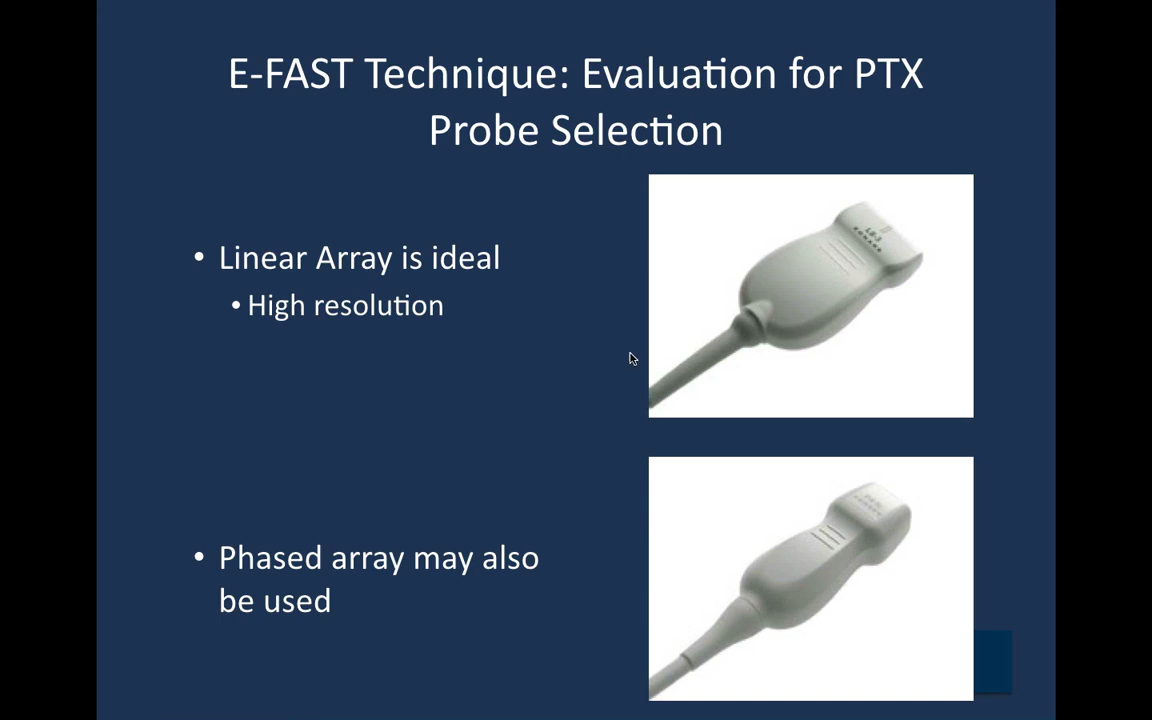 E-FAST Technique: Evaluation for PTX
Probe Selection
• Linear Array is ideal
• High resolution
• Phased array may also
be used